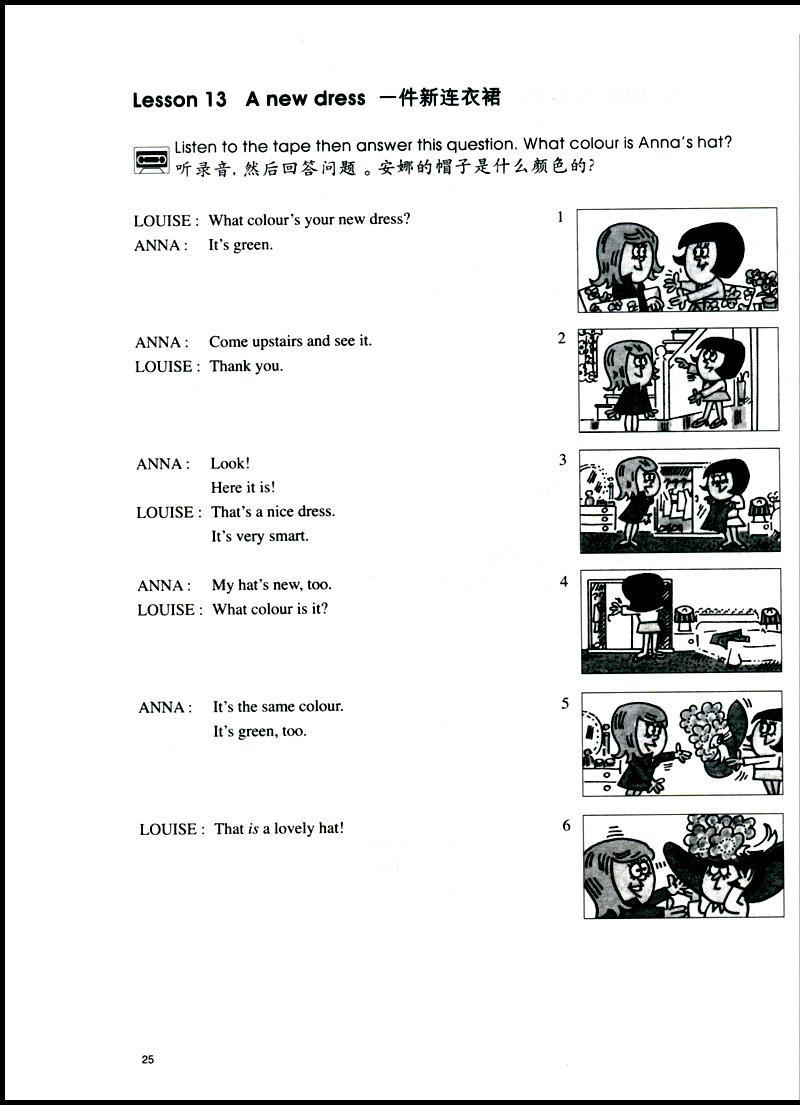 Lesson 13 A new dress 一件新连衣裙
Listen to the tape then answer this question. What colour is Anna's hat?
听录音,然后回答问题。安娜的帽子是什么颜色的?
LOUISE : What colour's your new dress? 1
ANNA : It's green.
ANNA : Come upstairs and see it. 2
LOUISE : Thank you.
ANNA : Look! 3
Here it is!
LOUISE : That's a nice dress.
It's very smart.
ANNA : My hat's new, too. 4
LOUISE : What colour is it?
ANNA : It's the same colour. 5
It's green, too.
LOUISE : That is a lovely hat! 6
25